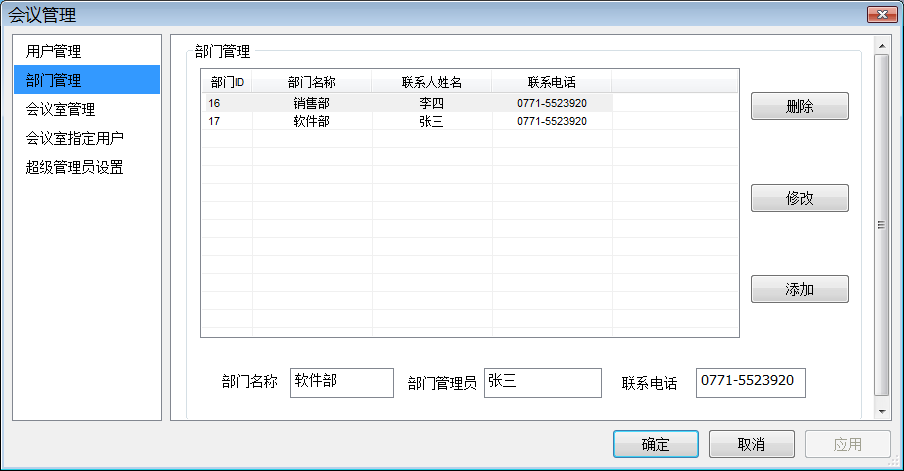 会议管理
用户管理
部门管理
会议室管理
会议室指定用户
超级管理员设置
部门管理
部门ID 部门名称 联系人姓名 联系电话
16 销售部 李四 0771-5523920
17 软件部 张三 0771-5523920
删除
修改
添加
部门名称 软件部 部门管理员 张三 联系电话 0771-5523920
确定 取消 应用